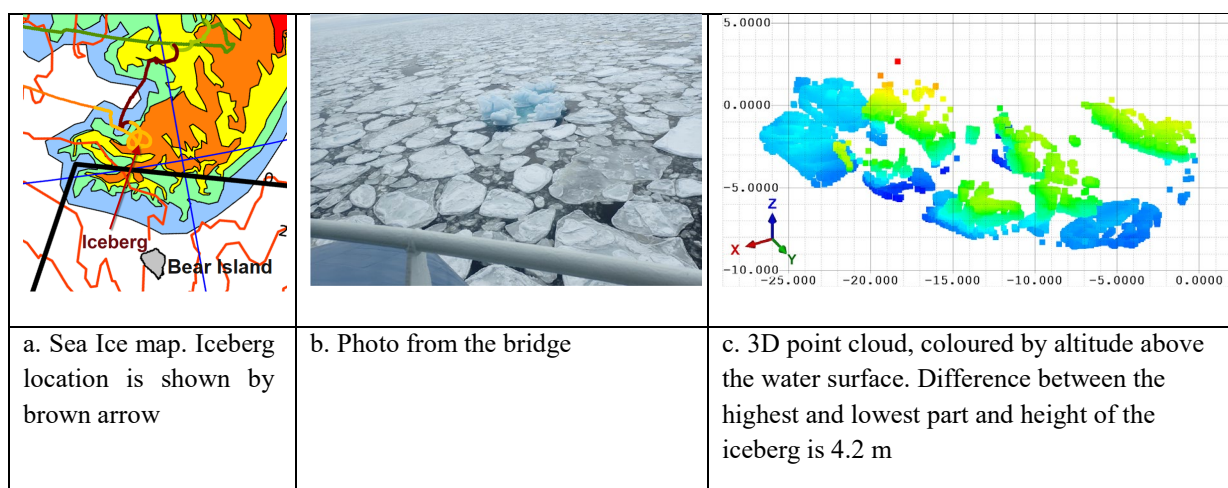 Iceberg
Bear Island
5.0000
0.0000
-5.0000
-10.000
-25.000
-20.000
-15.000
-10.000
-5.0000
0.0000
Z
X
Y
a. Sea Ice map. Iceberg
location is shown by
brown arrow
b. Photo from the bridge
c. 3D point cloud, coloured by altitude above
the water surface. Difference between the
highest and lowest part and height of the
iceberg is 4.2 m